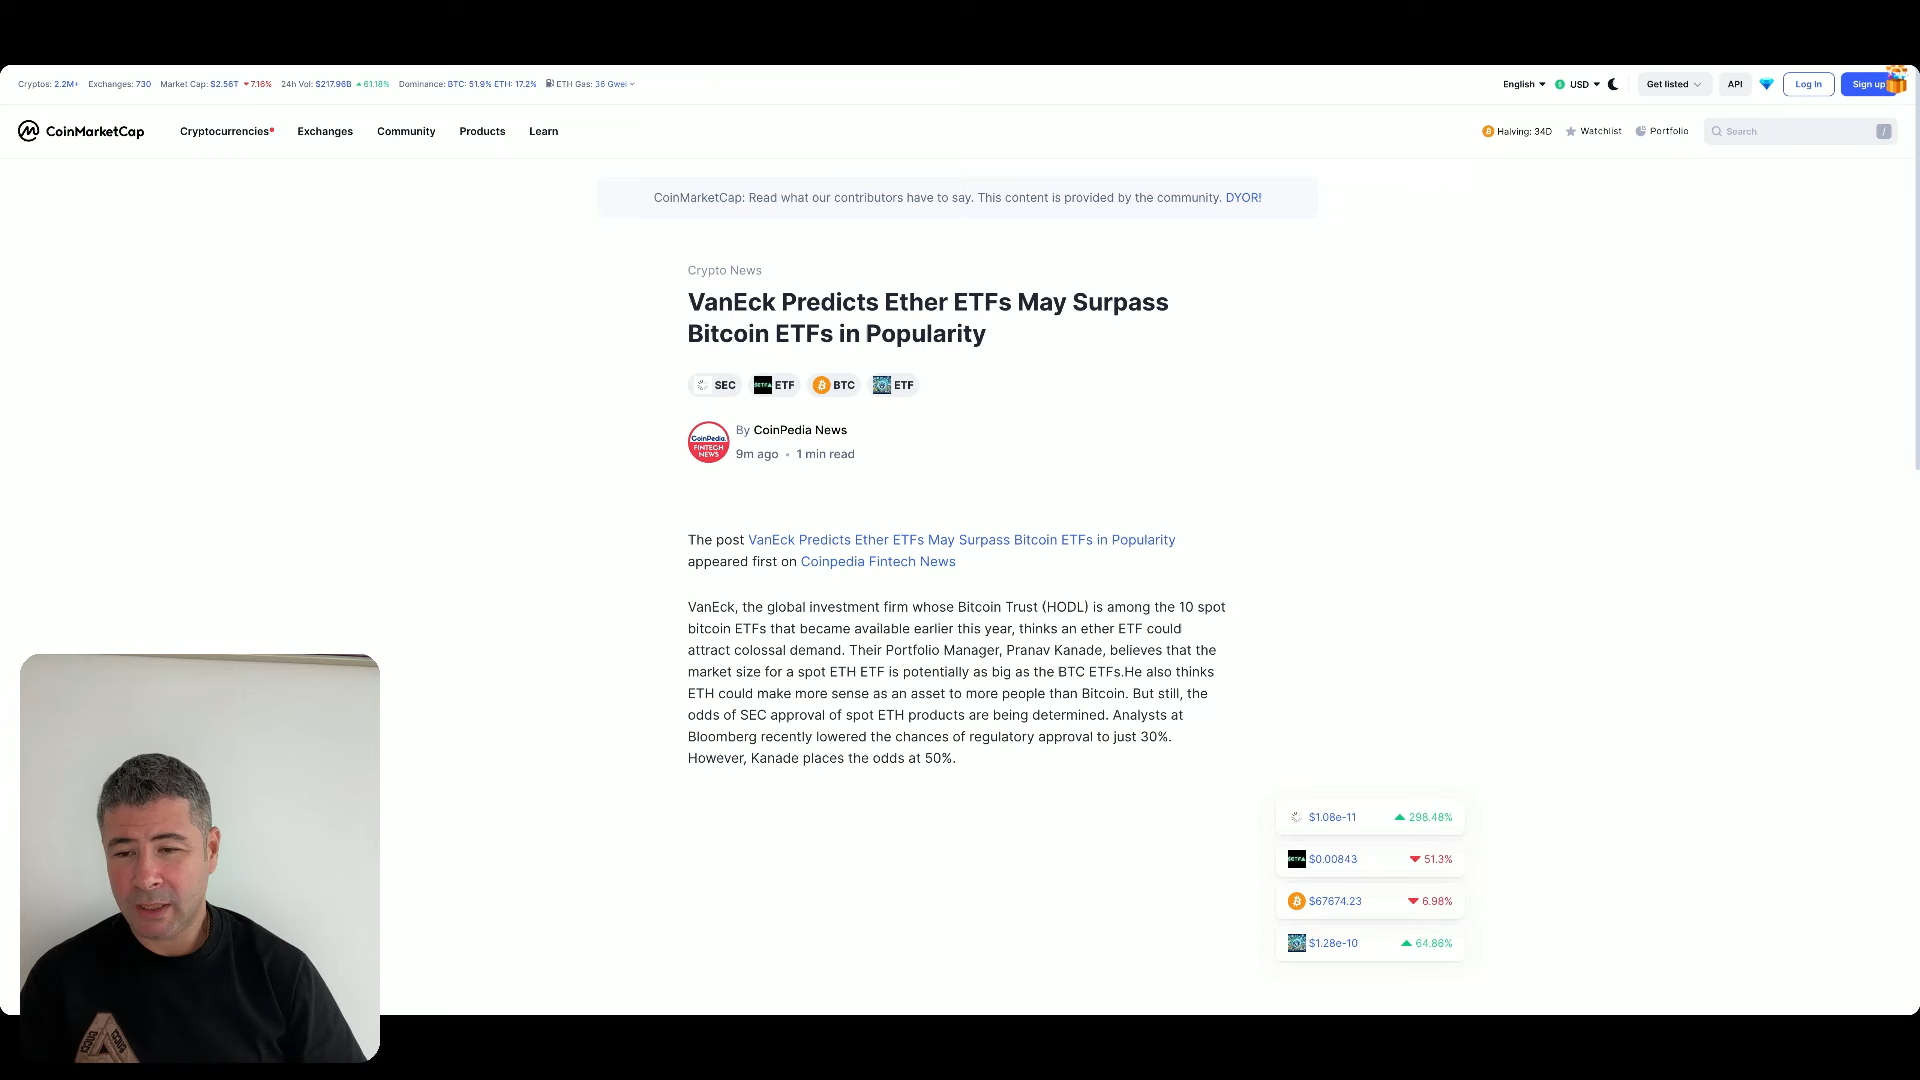 Cryptos: 2.2M+ Exchanges: 730 Market Cap: $2.56T 7.16% 24h Vol: $217.96B 61.18% Dominance: BTC: 51.9% ETH: 17.2% ETH Gas: 36 Gwei
English USD Get listed API Log In Sign up
CoinMarketCap Cryptocurrencies Exchanges Community Products Learn
Halving: 34D Watchlist Portfolio Search /
CoinMarketCap: Read what our contributors have to say. This content is provided by the community. DYOR!
Crypto News
VanEck Predicts Ether ETFs May Surpass
Bitcoin ETFs in Popularity
SEC ETF BTC ETF
CoinPedia
FINTECH
NEWS
By CoinPedia News
9m ago • 1 min read
The post VanEck Predicts Ether ETFs May Surpass Bitcoin ETFs in Popularity
appeared first on Coinpedia Fintech News
VanEck, the global investment firm whose Bitcoin Trust (HODL) is among the 10 spot
bitcoin ETFs that became available earlier this year, thinks an ether ETF could
attract colossal demand. Their Portfolio Manager, Pranav Kanade, believes that the
market size for a spot ETH ETF is potentially as big as the BTC ETFs.He also thinks
ETH could make more sense as an asset to more people than Bitcoin. But still, the
odds of SEC approval of spot ETH products are being determined. Analysts at
Bloomberg recently lowered the chances of regulatory approval to just 30%.
However, Kanade places the odds at 50%.
$1.08e-11 298.48%
$0.00843 51.3%
$67674.23 6.98%
$1.28e-10 64.86%